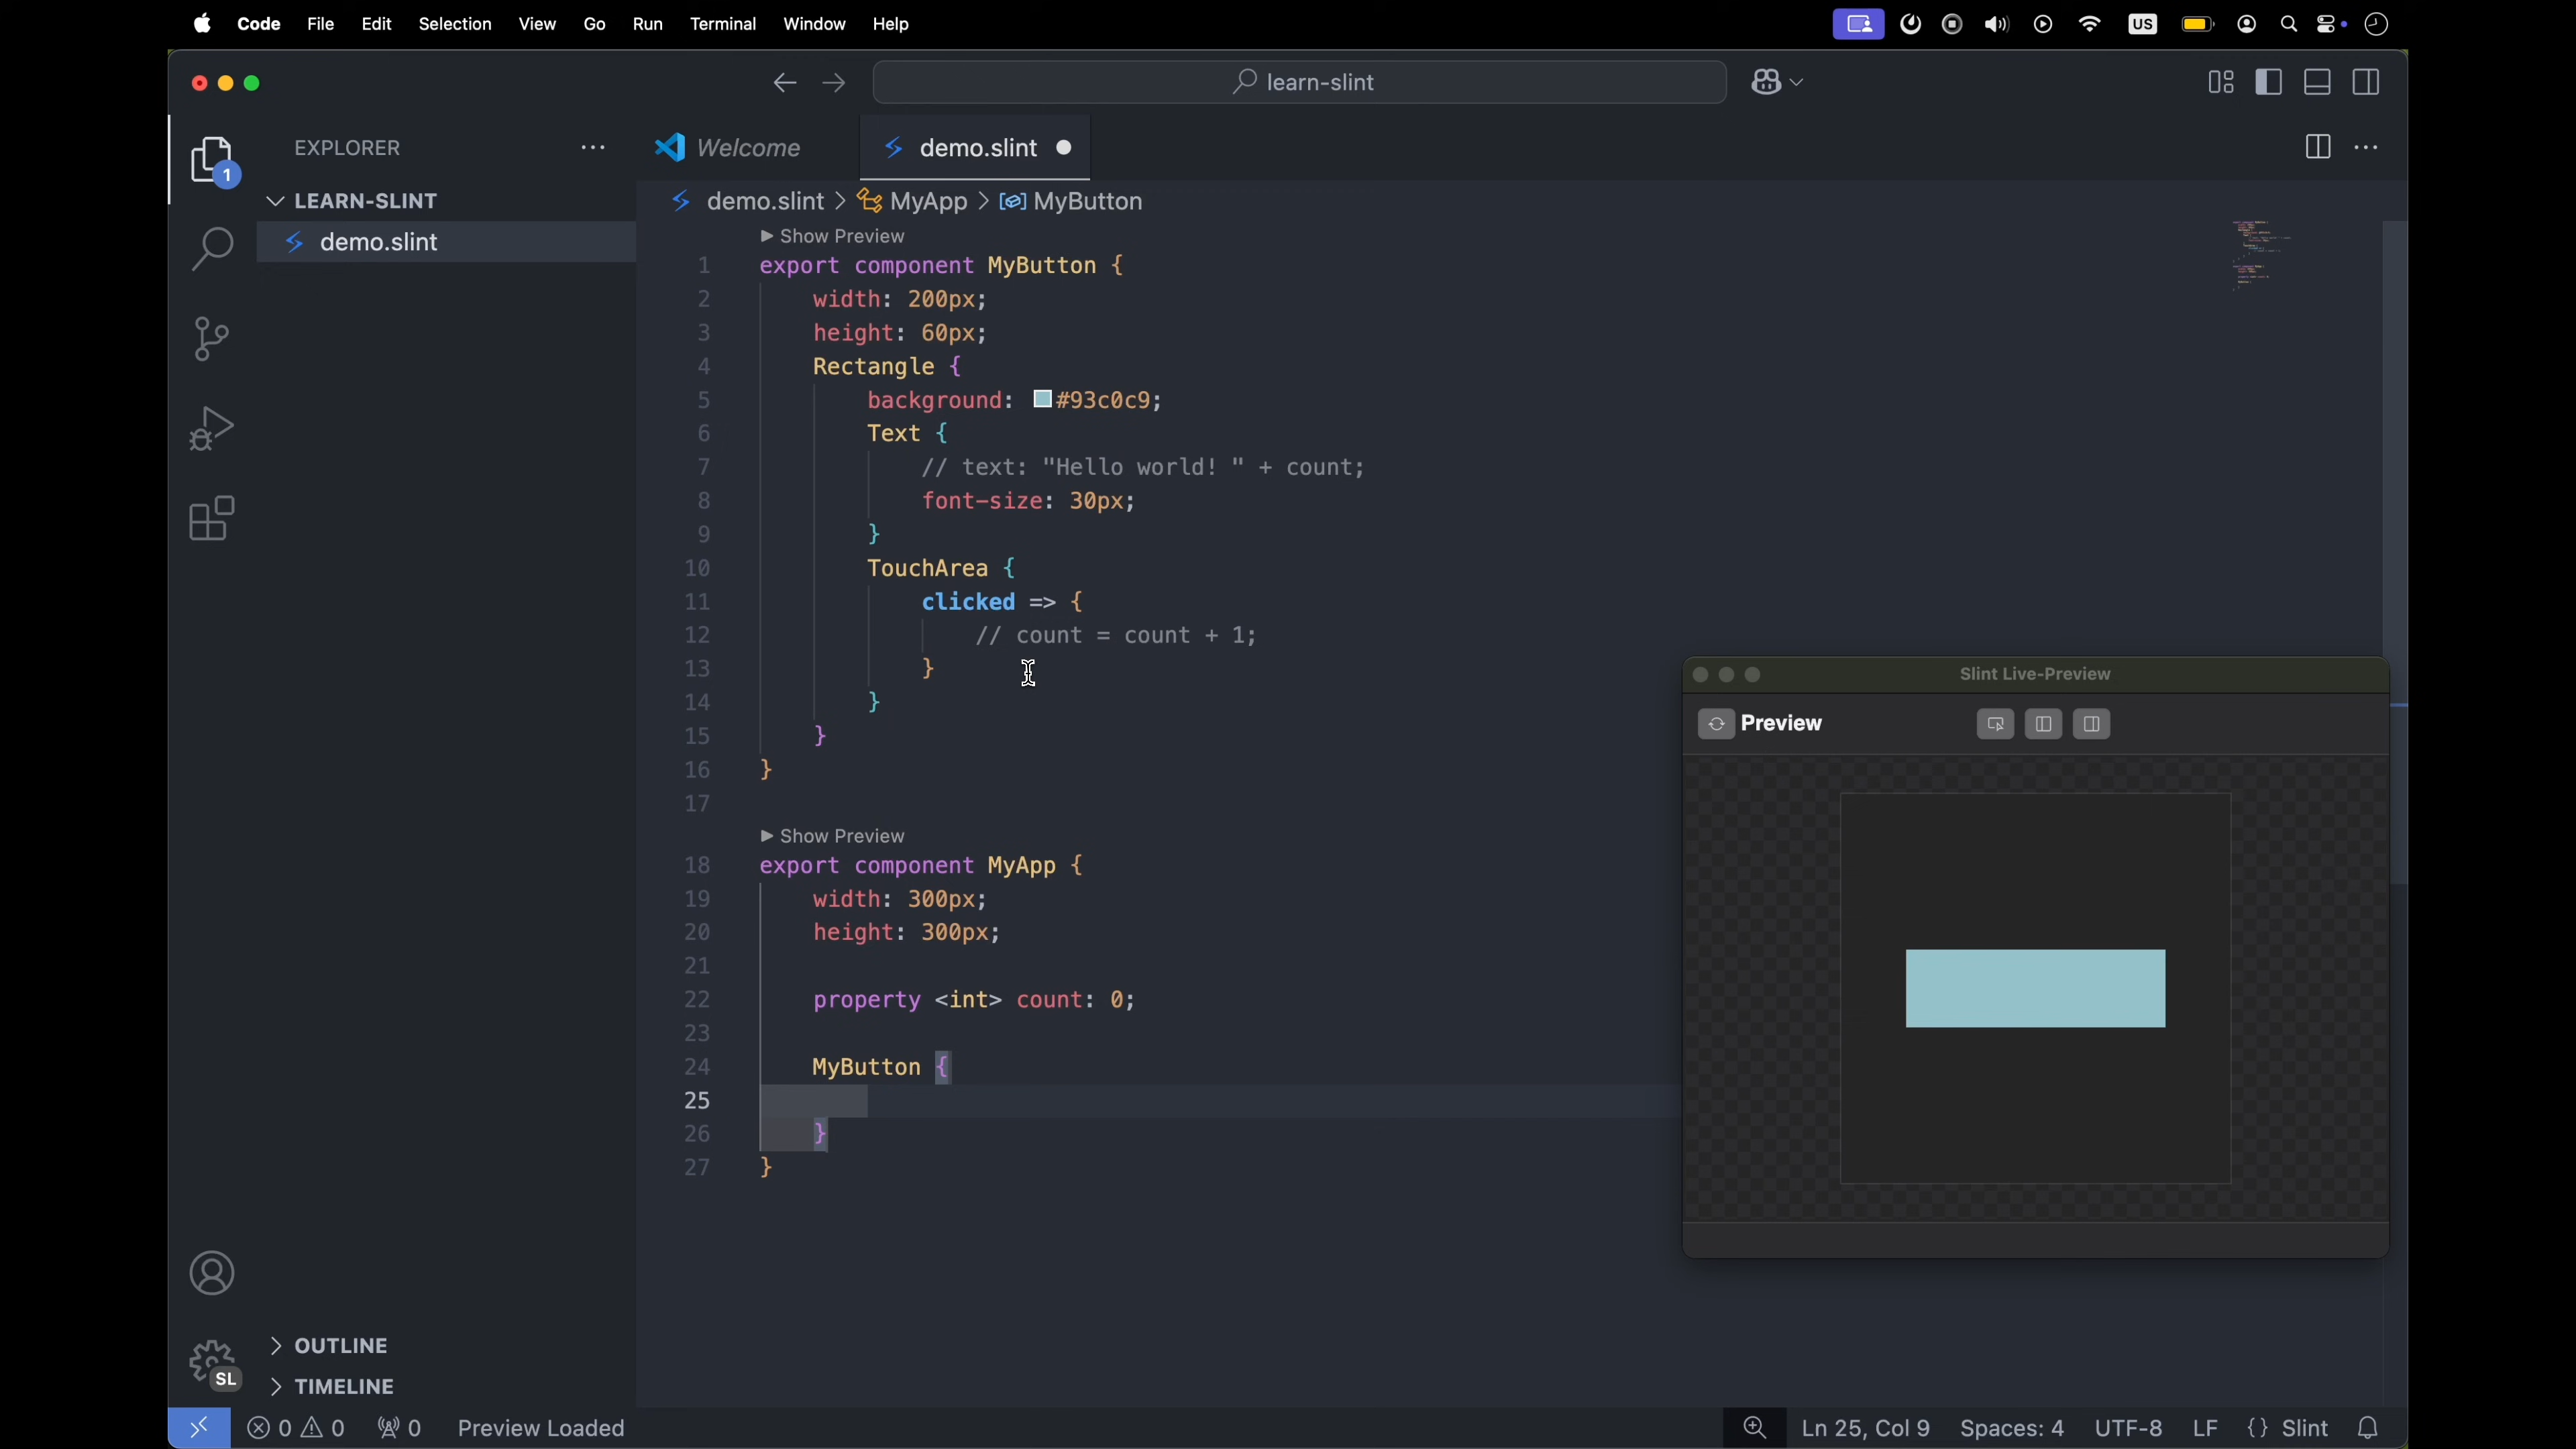 Code File Edit Selection View Go Run Terminal Window Help US
learn-slint
EXPLORER
1
LEARN-SLINT
demo.slint
Welcome demo.slint
demo.slint > MyApp > MyButton
Show Preview
1 export component MyButton {
2 width: 200px;
3 height: 60px;
4 Rectangle {
5 background: #93c0c9;
6 Text {
7 // text: "Hello world! " + count;
8 font-size: 30px;
9 }
10 TouchArea {
11 clicked => {
12 // count = count + 1;
13 }
14 }
15 }
16 }
17
Show Preview
18 export component MyApp {
19 width: 300px;
20 height: 300px;
21
22 property <int> count: 0;
23
24 MyButton {
25
26 }
27 }
Slint Live-Preview
Preview
OUTLINE
TIMELINE
SL
0 0 0 Preview Loaded Ln 25, Col 9 Spaces: 4 UTF-8 LF {} Slint